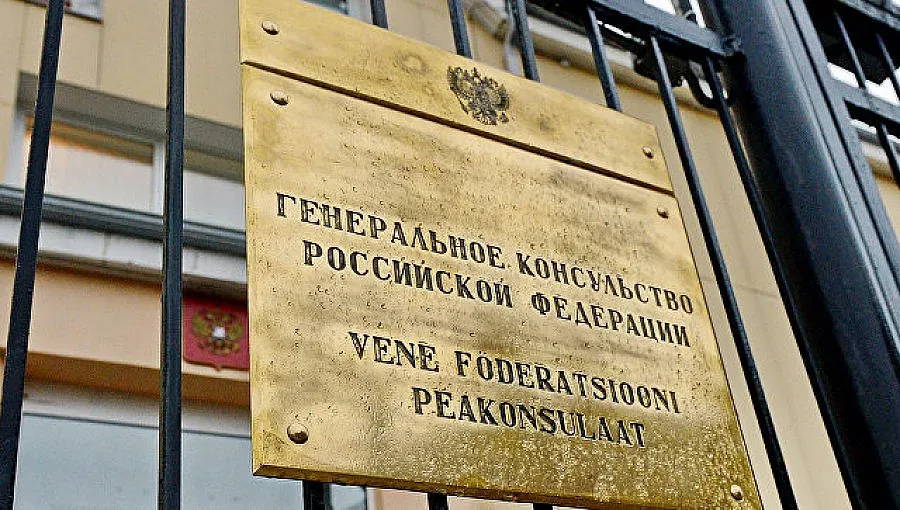 ГЕНЕРАЛЬНОЕ КОНСУЛЬСТВО
РОССИЙСКОЙ ФЕДЕРАЦИИ
VENE FÖDERATSIOONI
PEAKONSULAAT